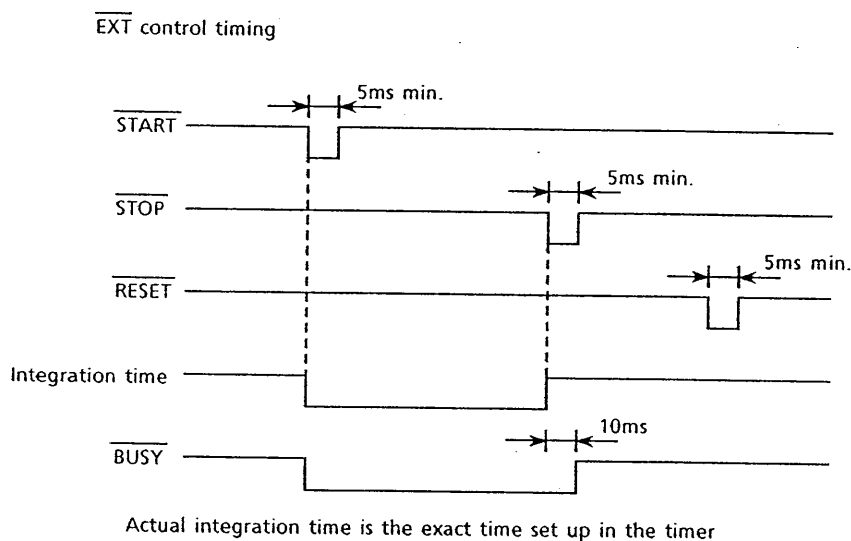 EXT control timing
5ms min.
START
5ms min.
STOP
5ms min.
RESET
Integration time
10ms
BUSY
Actual integration time is the exact time set up in the timer